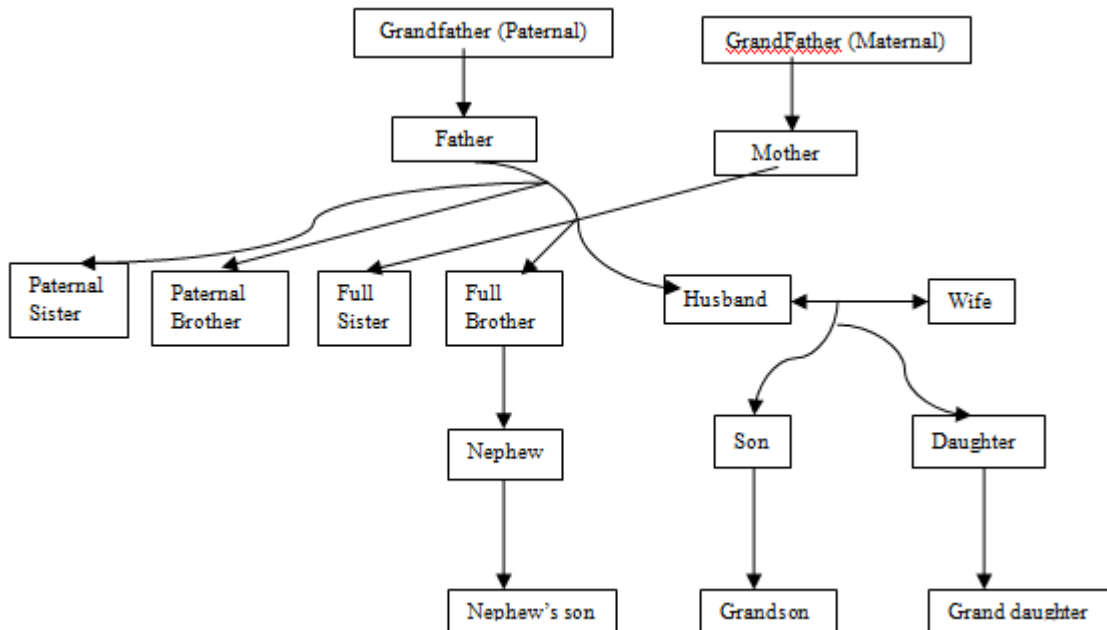 Grandfather (Paternal)
GrandFather (Maternal)
Father
Mother
Paternal
Sister
Paternal
Brother
Full
Sister
Full
Brother
Husband
Wife
Nephew
Son
Daughter
Nephew's son
Grandson
Grand daughter